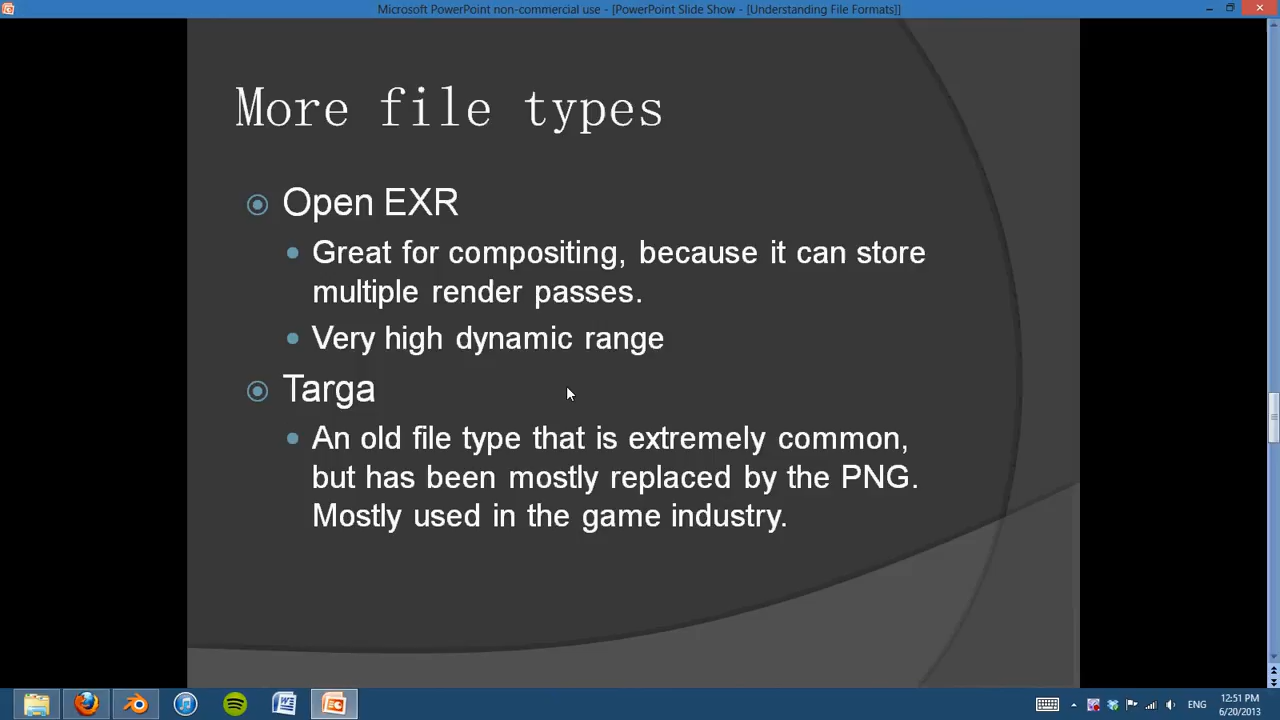 Microsoft PowerPoint non-commercial use - [PowerPoint Slide Show - [Understanding File Formats]]
More file types
Open EXR
Great for compositing, because it can store
multiple render passes.
Very high dynamic range
Targa
An old file type that is extremely common,
but has been mostly replaced by the PNG.
Mostly used in the game industry.
ENG
12:51 PM
6/20/2013